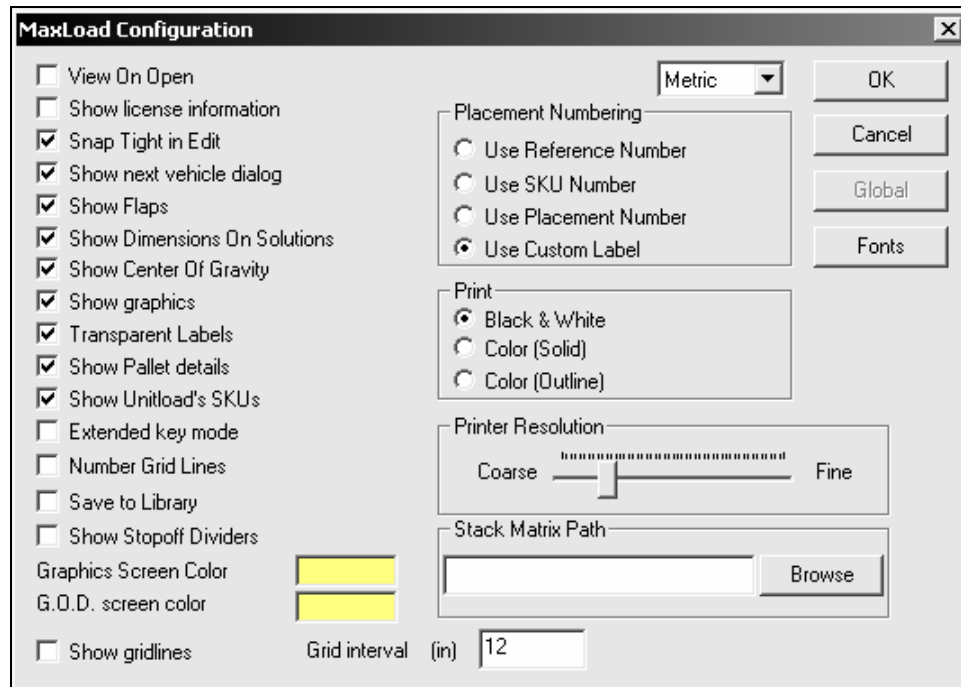 MaxLoad Configuration
View On Open
Show license information
Snap Tight in Edit
Show next vehicle dialog
Show Flaps
Show Dimensions On Solutions
Show Center Of Gravity
Show graphics
Transparent Labels
Show Pallet details
Show Unitload's SKUs
Extended key mode
Number Grid Lines
Save to Library
Show Stopoff Dividers
Graphics Screen Color
G.O.D. screen color
Show gridlines
Grid interval (in) 12
Metric
Placement Numbering
Use Reference Number
Use SKU Number
Use Placement Number
Use Custom Label
Print
Black & White
Color (Solid)
Color (Outline)
Printer Resolution
Coarse Fine
Stack Matrix Path
Browse
OK
Cancel
Global
Fonts